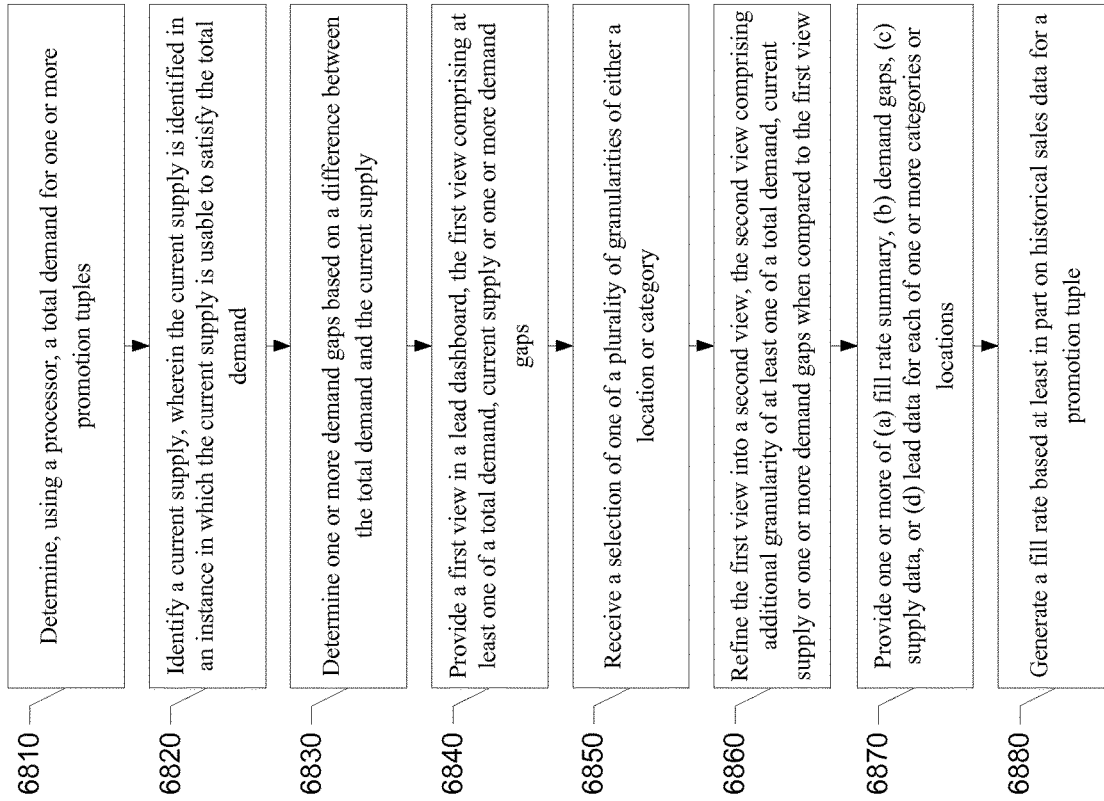 6810
Determine, using a processor, a total demand for one or more
promotion tuples
6820
Identify a current supply, wherein the current supply is identified in
an instance in which the current supply is usable to satisfy the total
demand
6830
Determine one or more demand gaps based on a difference between
the total demand and the current supply
6840
Provide a first view in a lead dashboard, the first view comprising at
least one of a total demand, current supply or one or more demand
gaps
6850
Receive a selection of one of a plurality of granularities of either a
location or category
6860
Refine the first view into a second view, the second view comprising
additional granularity of at least one of a total demand, current
supply or one or more demand gaps when compared to the first view
6870
Provide one or more of (a) fill rate summary, (b) demand gaps, (c)
supply data, or (d) lead data for each of one or more categories or
locations
6880
Generate a fill rate based at least in part on historical sales data for a
promotion tuple